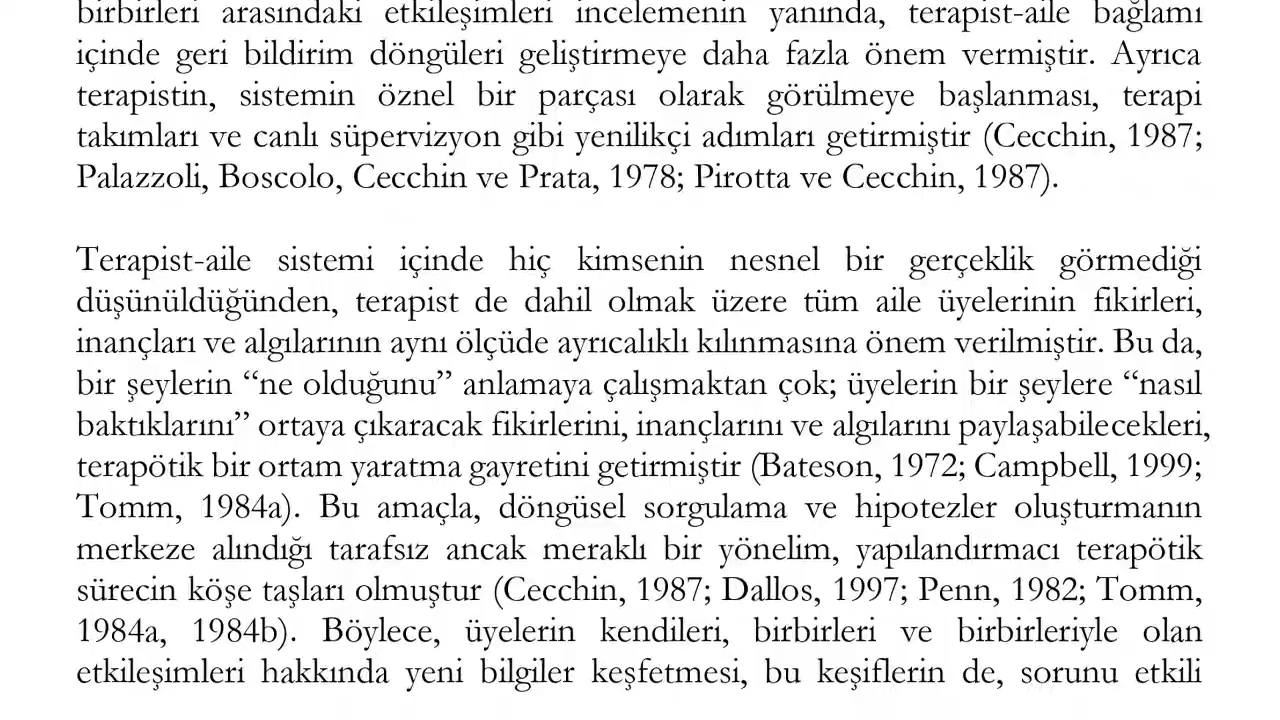 birbirleri arasındaki etkileşimleri incelemenin yanında, terapist-aile bağlamı
içinde geri bildirim döngüleri geliştirmeye daha fazla önem vermiştir. Ayrıca
terapistin, sistemin öznel bir parçası olarak görülmeye başlanması, terapi
takımları ve canlı süpervizyon gibi yenilikçi adımları getirmiştir (Cecchin, 1987;
Palazzoli, Boscolo, Cecchin ve Prata, 1978; Pirotta ve Cecchin, 1987).
Terapist-aile sistemi içinde hiç kimsenin nesnel bir gerçeklik görmediği
düşünüldüğünden, terapist de dahil olmak üzere tüm aile üyelerinin fikirleri,
inançları ve algılarının aynı ölçüde ayrıcalıklı kılınmasına önem verilmiştir. Bu da,
bir şeylerin “ne olduğunu” anlamaya çalışmaktan çok; üyelerin bir şeylere “nasıl
baktıklarını” ortaya çıkaracak fikirlerini, inançlarını ve algılarını paylaşabilecekleri,
terapötik bir ortam yaratma gayretini getirmiştir (Bateson, 1972; Campbell, 1999;
Tomm, 1984a). Bu amaçla, döngüsel sorgulama ve hipotezler oluşturmanın
merkeze alındığı tarafsız ancak meraklı bir yönelim, yapılandırmacı terapötik
sürecin köşe taşları olmuştur (Cecchin, 1987; Dallos, 1997; Penn, 1982; Tomm,
1984a, 1984b). Böylece, üyelerin kendileri, birbirleri ve birbirleriyle olan
etkileşimleri hakkında yeni bilgiler keşfetmesi, bu keşiflerin de, sorunu etkili